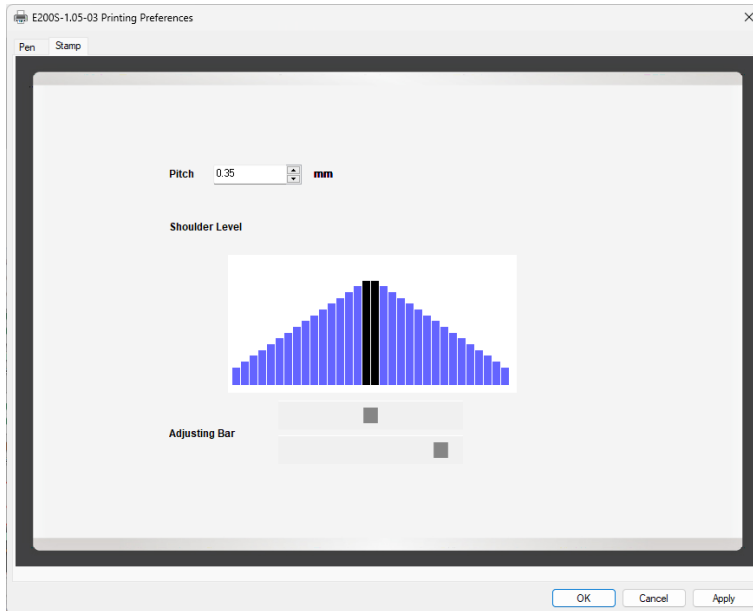 E200S-1.05-03 Printing Preferences
Pen Stamp
Pitch 0.35 mm
Shoulder Level
Adjusting Bar
OK Cancel Apply